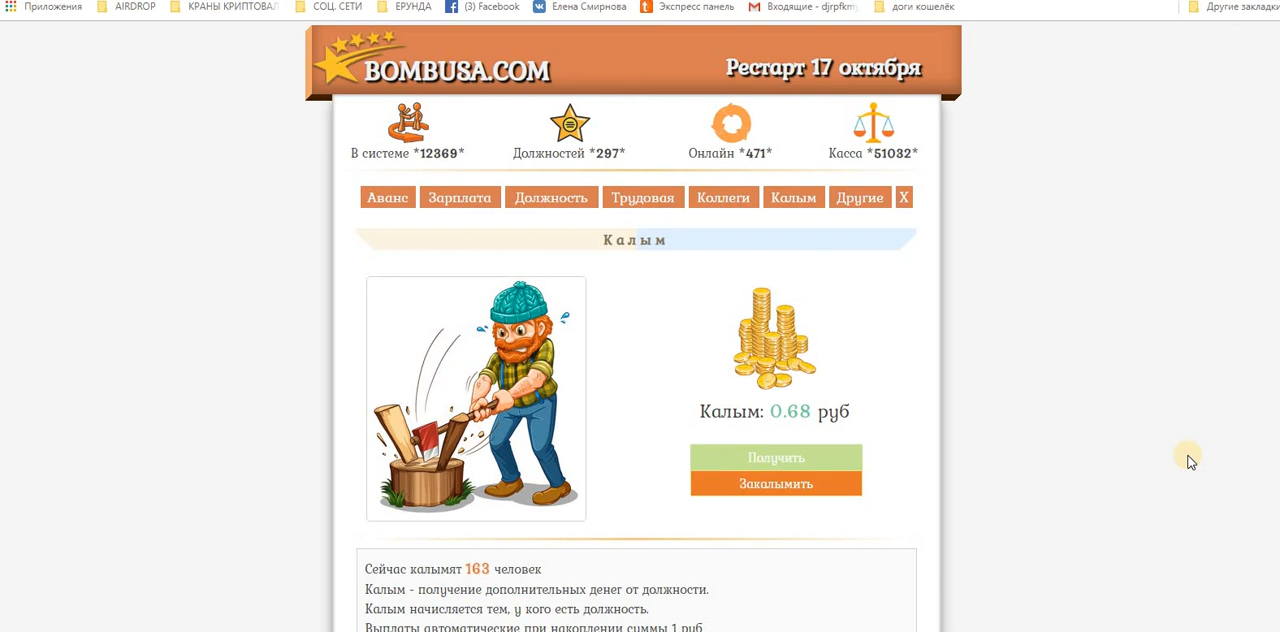 Приложения AIRDROP КРАНЫ КРИПТОВАЛ СОЦ. СЕТИ ЕРУНДА (3) Facebook Елена Смирнова Экспресс панель Входящие - djrpfkm доги кошелёк Другие закладки
BOMBUSA.COM Рестарт 17 октября
В системе *12369* Должностей *297* Онлайн *471* Касса *51032*
Аванс Зарплата Должность Трудовая Коллеги Калым Другие X
Калым
Калым: 0.68 руб
Получить
Закалымить
Сейчас калымят 163 человек
Калым - получение дополнительных денег от должности.
Калым начисляется тем, у кого есть должность.
Выплаты автоматические при накоплении суммы 1 руб